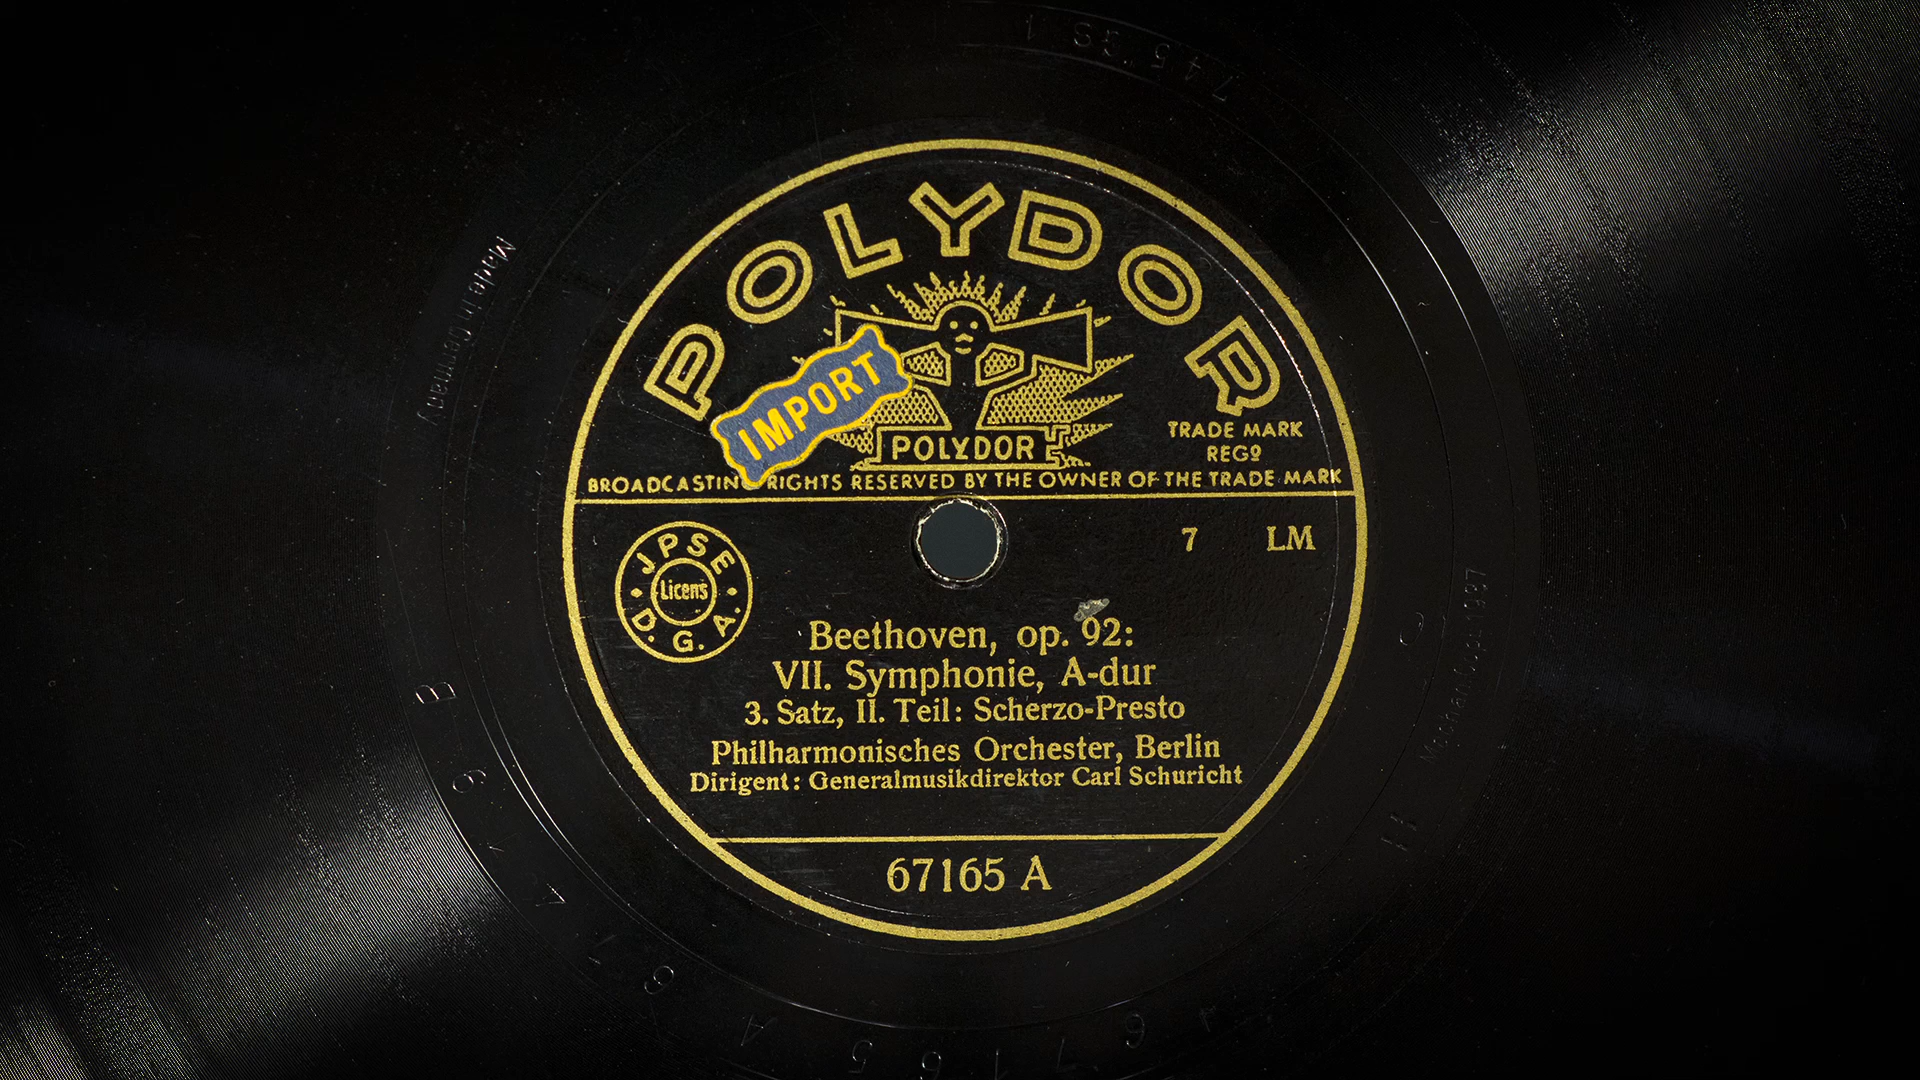 POLYDOR
IMPORT
POLYDOR
TRADE MARK
REGD
BROADCASTING RIGHTS RESERVED BY THE OWNER OF THE TRADE MARK
JPSE
Licens
D.G.A.
7 LM
Beethoven, op. 92:
VII. Symphonie, A-dur
3. Satz, II. Teil: Scherzo-Presto
Philharmonisches Orchester, Berlin
Dirigent: Generalmusikdirektor Carl Schuricht
67165 A
Made in Germany